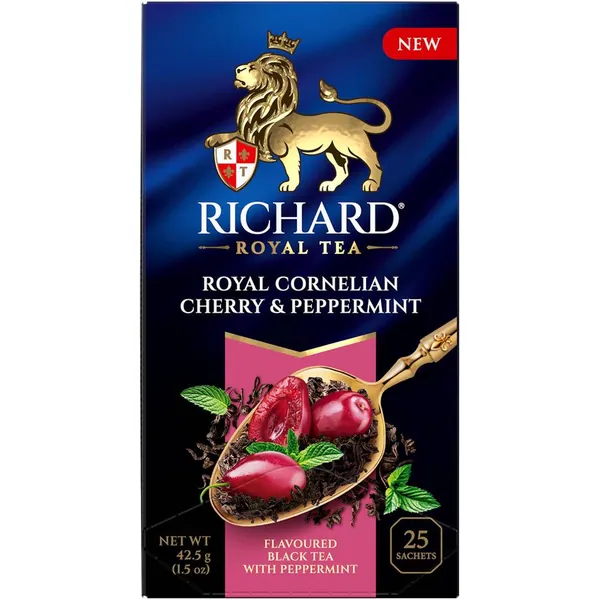 NEW
R T
RICHARD®
ROYAL TEA
ROYAL CORNELIAN
CHERRY & PEPPERMINT
NET WT
42.5 g
(1.5 oz)
FLAVOURED
BLACK TEA
WITH PEPPERMINT
25
SACHETS